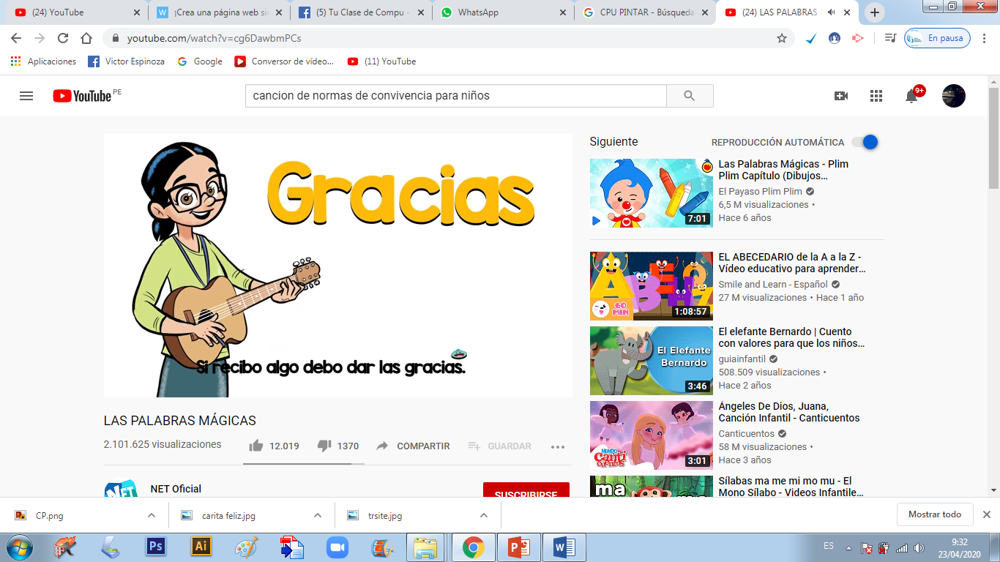 (24) YouTube
¡Crea una página web sin
(5) Tu Clase de Compu -
WhatsApp
CPU PINTAR - Búsqueda
(24) LAS PALABRAS
youtube.com/watch?v=cg6DawbmPCs
En pausa
Aplicaciones
Victor Espinoza
Google
Conversor de vídeo...
(11) YouTube
YouTube PE
cancion de normas de convivencia para niños
9+
Gracias
Si recibo algo debo dar las gracias.
LAS PALABRAS MÁGICAS
2.101.625 visualizaciones
12.019
1370
COMPARTIR
GUARDAR
NET
NET Oficial
SUSCRIBIRSE
Siguiente
REPRODUCCIÓN AUTOMÁTICA
7:01
Las Palabras Mágicas - Plim
Plim Capítulo (Dibujos…
El Payaso Plim Plim
6,5 M visualizaciones •
Hace 6 años
60
MIN
1:08:57
EL ABECEDARIO de la A a la Z -
Vídeo educativo para aprender…
Smile and Learn - Español
27 M visualizaciones • Hace 1 año
El Elefante
Bernardo
3:46
El elefante Bernardo | Cuento
con valores para que los niños…
guiainfantil
508.509 visualizaciones •
Hace 2 años
MUNDO
Canti
cuentos
3:01
Ángeles De Dios, Juana,
Canción Infantil - Canticuentos
Canticuentos
58 M visualizaciones •
Hace 3 años
ma
Sílabas ma me mi mo mu - El
Mono Sílabo - Videos Infantile…
CP.png
carita feliz.jpg
trsite.jpg
Mostrar todo
Ps
Ai
ES
9:32
23/04/2020